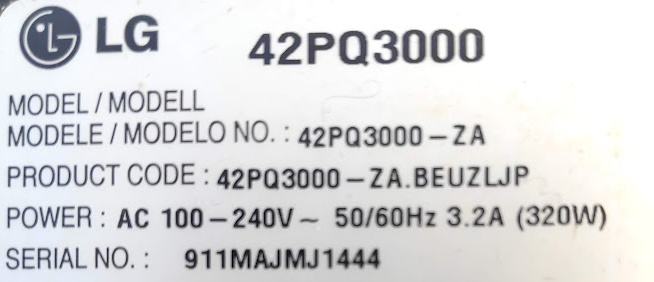 LG 42PQ3000
MODEL / MODELL
MODELE / MODELO NO. : 42PQ3000-ZA
PRODUCT CODE : 42PQ3000-ZA.BEUZLJP
POWER : AC 100-240V~ 50/60Hz 3.2A (320W)
SERIAL NO. : 911MAJMJ1444